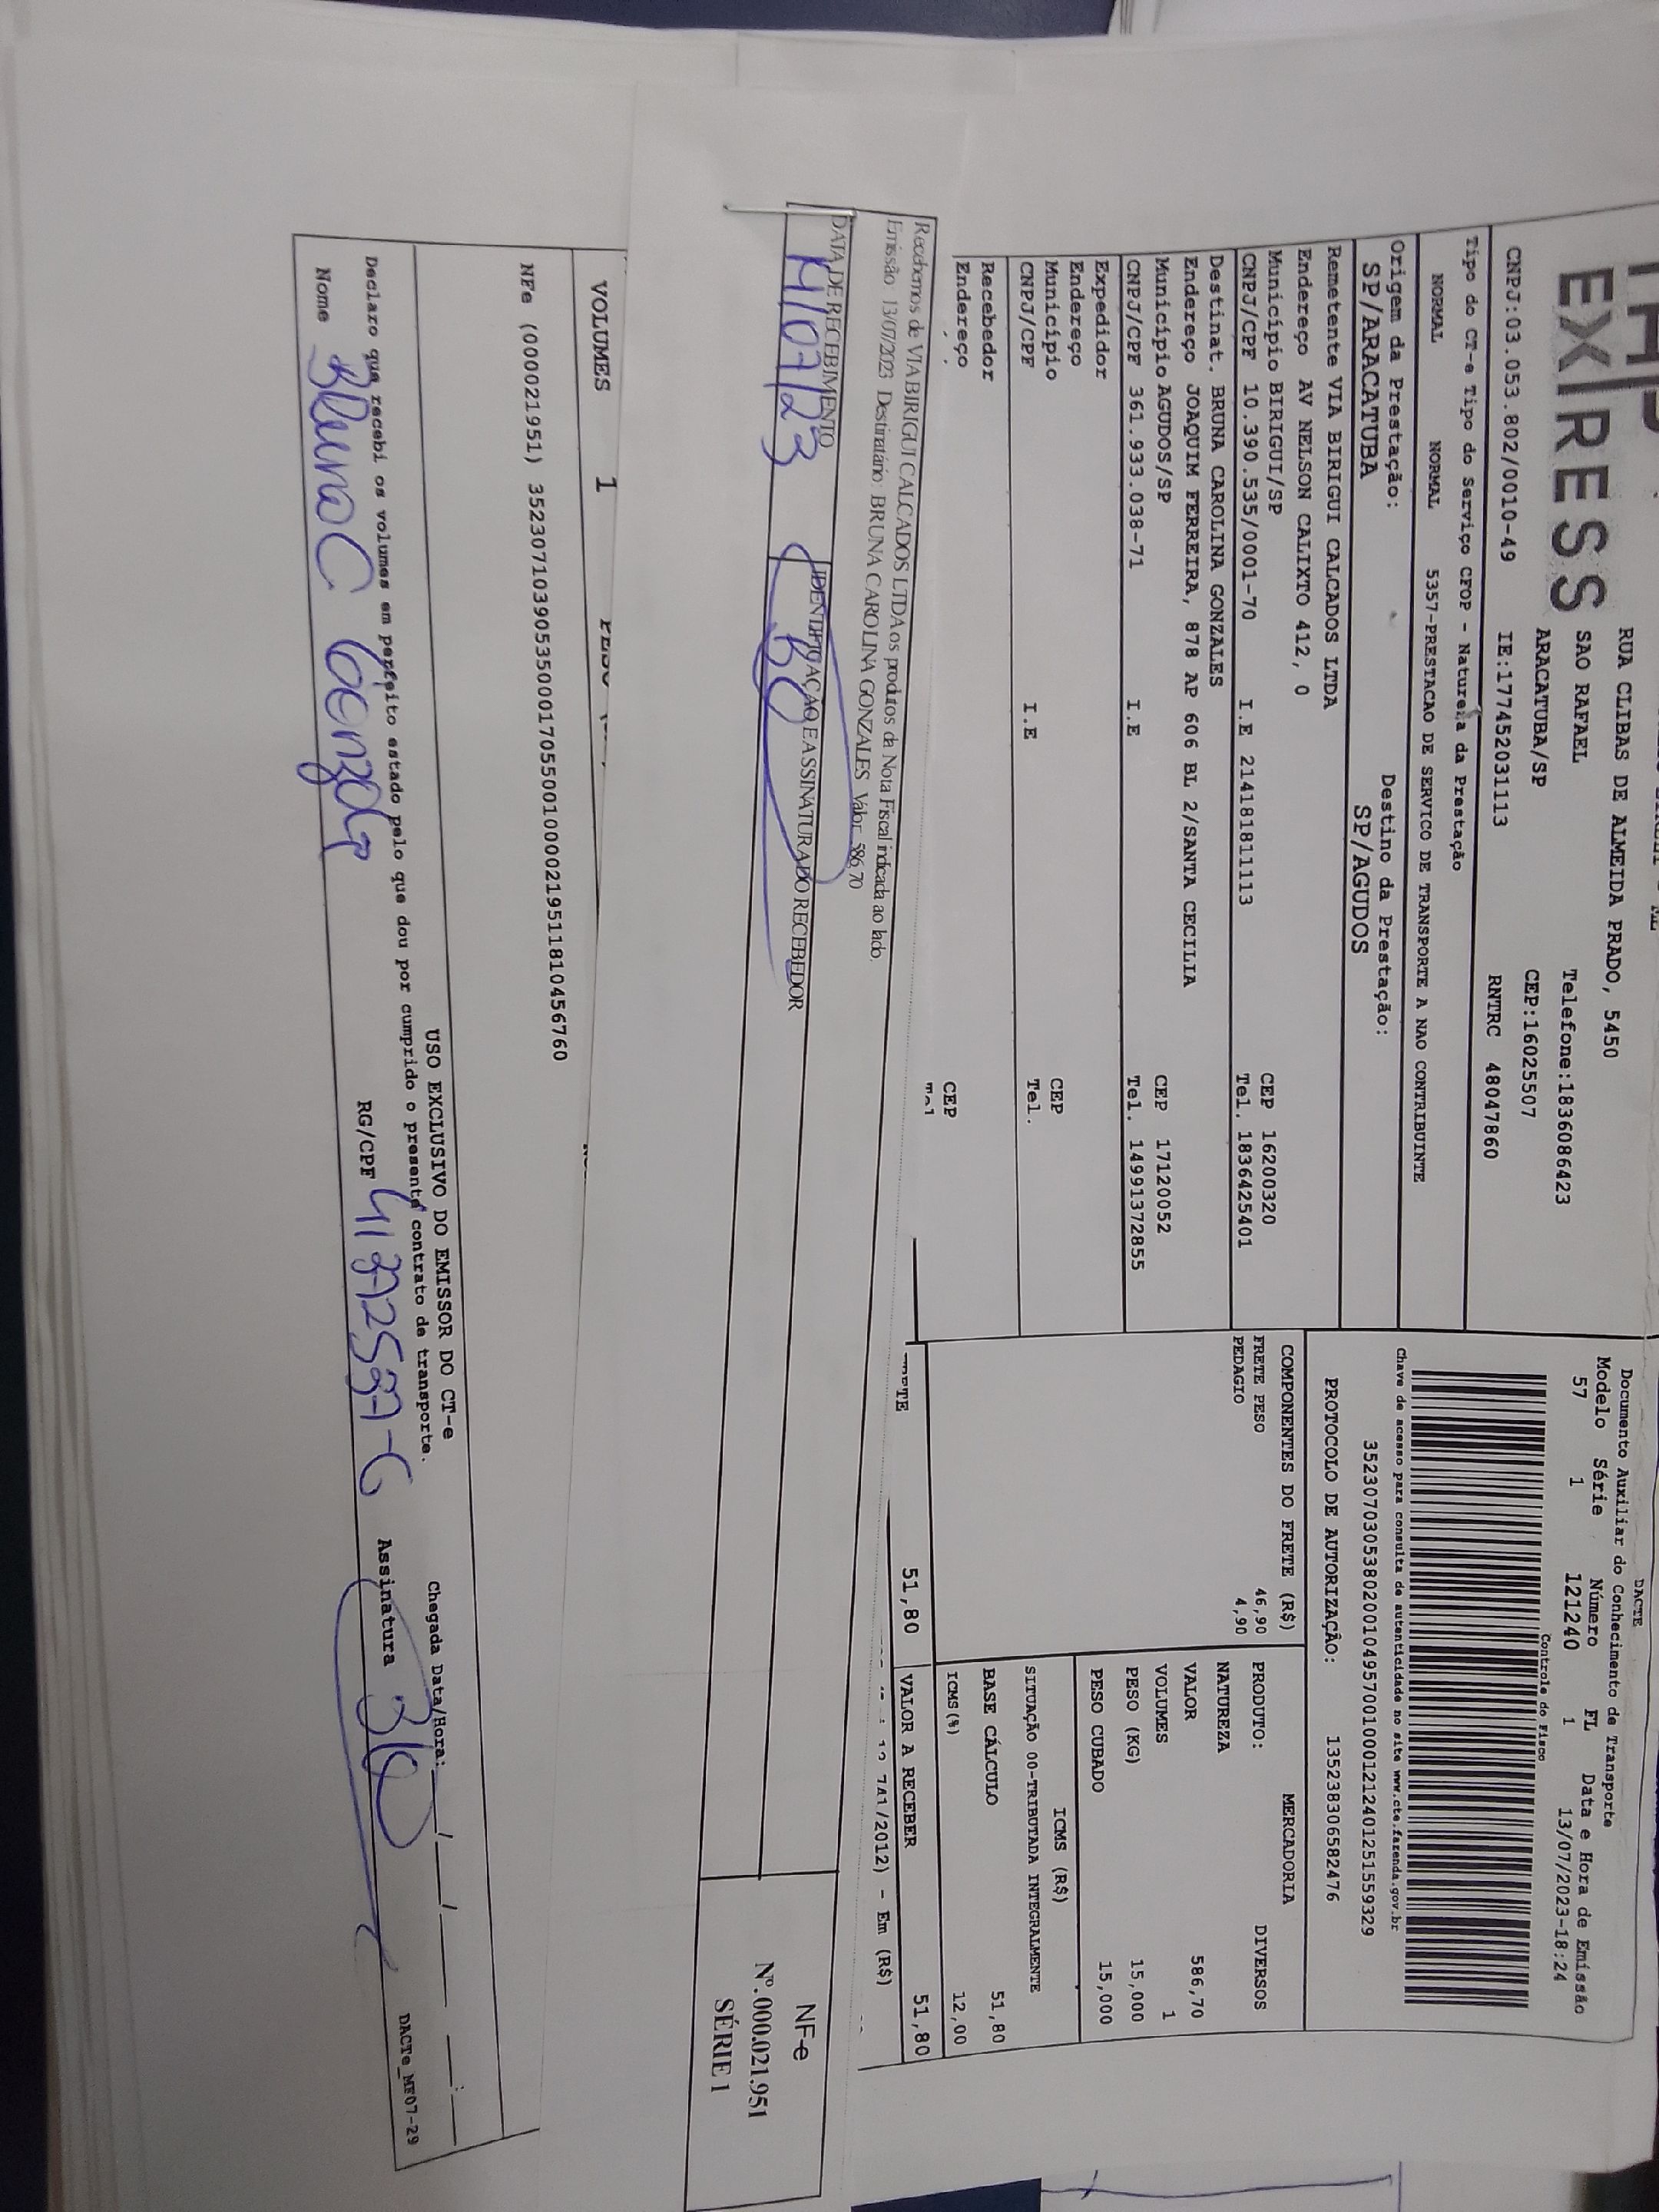 EXPRESS
RUA CLIBAS DE ALMEIDA PRADO, 5450
SAO RAFAEL Telefone:1836086423
ARACATUBA/SP CEP:16025507
CNPJ:03.053.802/0010-49 IE:177452031113 RNTRC 48047860
Tipo do CT-e Tipo do Serviço CFOP - Natureza da Prestação
NORMAL NORMAL 5357-PRESTACAO DE SERVICO DE TRANSPORTE A NAO CONTRIBUINTE
Origem da Prestação: Destino da Prestação:
SP/ARACATUBA SP/AGUDOS
Remetente VIA BIRIGUI CALCADOS LTDA
Endereço AV NELSON CALIXTO 412, 0
Município BIRIGUI/SP CEP 16200320
CNPJ/CPF 10.390.535/0001-70 I.E 214181811113 Tel. 1836425401
Destinat. BRUNA CAROLINA GONZALES
Endereço JOAQUIM FERREIRA, 878 AP 606 BL 2/SANTA CECILIA
Município AGUDOS/SP CEP 17120052
CNPJ/CPF 361.933.038-71 I.E Tel. 14991372855
Expedidor
Endereço
Município CEP
CNPJ/CPF I.E Tel.
Recebedor
Endereço CEP
DACTE
Documento Auxiliar do Conhecimento de Transporte
Modelo Série Número FL Data e Hora de Emissão
57 1 121240 1 13/07/2023-18:24
Controle do Fisco
Chave de acesso para consulta de autenticidade no site www.cte.fazenda.gov.br
35230703053802001049570010001212401251559329
PROTOCOLO DE AUTORIZAÇÃO: 135238306582476
COMPONENTES DO FRETE (R$)
FRETE PESO 46,90
PEDAGIO 4,90
51,80
MERCADORIA
PRODUTO: DIVERSOS
NATUREZA
VALOR 586,70
VOLUMES 1
PESO (KG) 15,000
PESO CUBADO 15,000
ICMS (R$)
SITUAÇÃO 00-TRIBUTADA INTEGRALMENTE
BASE CÁLCULO 51,80
ICMS(%) 12,00
VALOR A RECEBER 51,80
741/2012) - Em (R$)
Recebemos de VIA BIRIGUI CALCADOS LTDA os produtos da Nota Fiscal indicada ao lado.
Emissão: 13/07/2023 Destinatário: BRUNA CAROLINA GONZALES Valor: 586,70
DATA DE RECEBIMENTO IDENTIFICAÇÃO E ASSINATURA DO RECEBEDOR
14/07/23
NF-e
Nº. 000.021.951
SÉRIE 1
VOLUMES 1
NFe (000021951) 35230710390535000170550010000219511810456760
USO EXCLUSIVO DO EMISSOR DO CT-e
Chegada Data/Hora: __/__/____ __:__
Declaro que recebi os volumes em perfeito estado pelo que dou por cumprido o presente contrato de transporte.
Nome Bruna C Gonzales RG/CPF Assinatura
DACTe_MF07-29